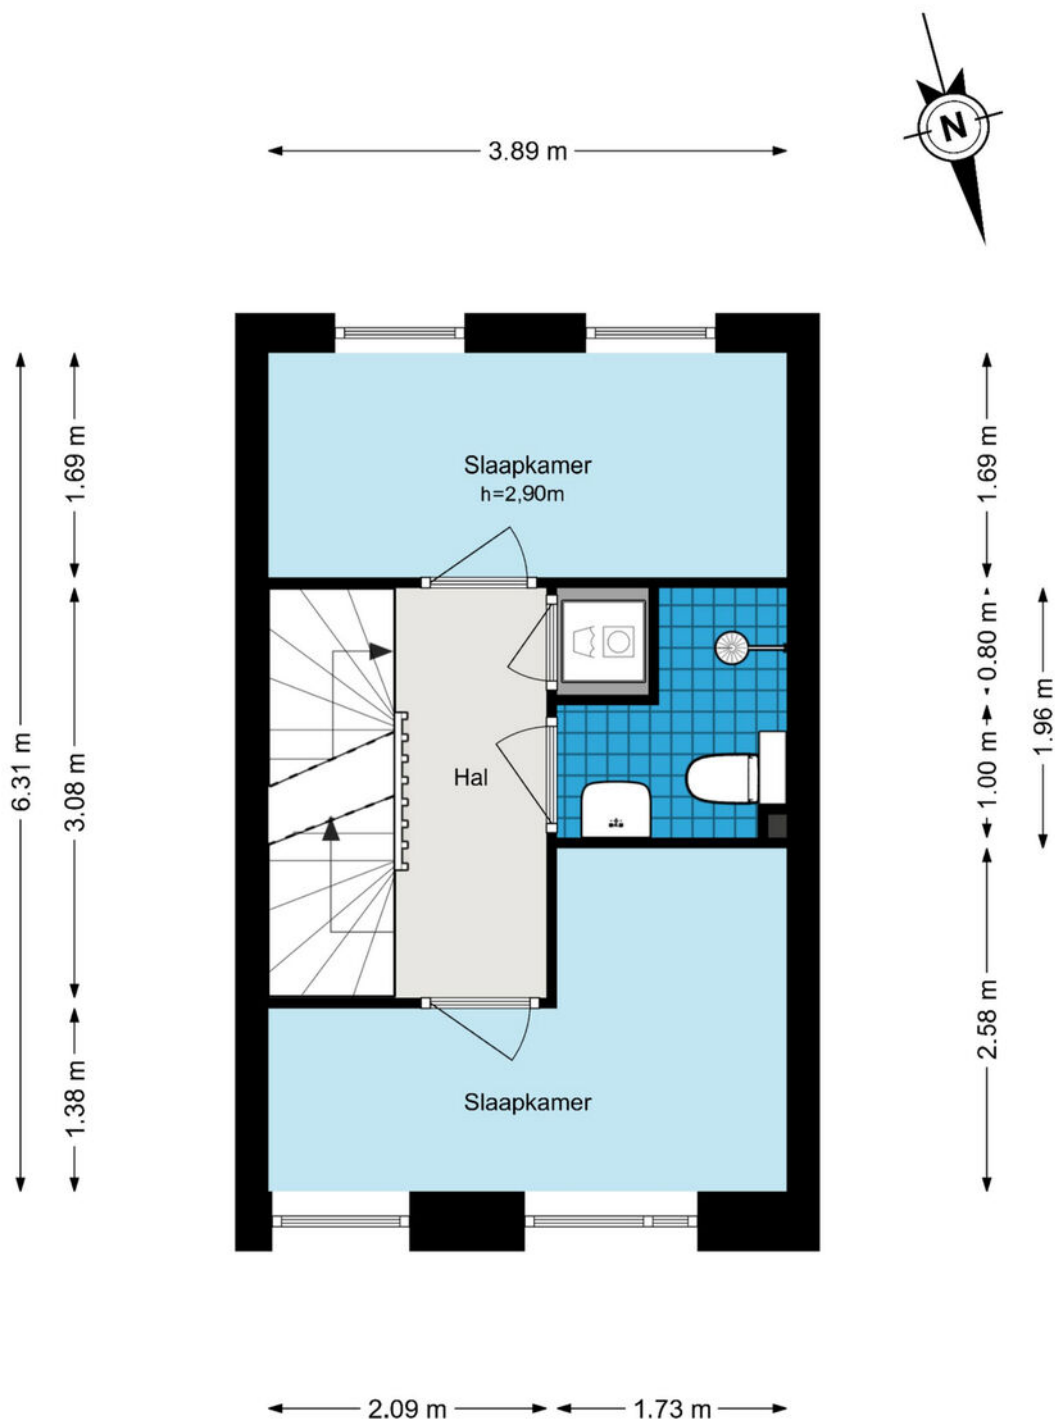 N
3.89 m
1.69 m
1.69 m
Slaapkamer
h=2,90m
0.80 m
1.96 m
6.31 m
3.08 m
1.00 m
Hal
2.58 m
1.38 m
Slaapkamer
2.09 m
1.73 m